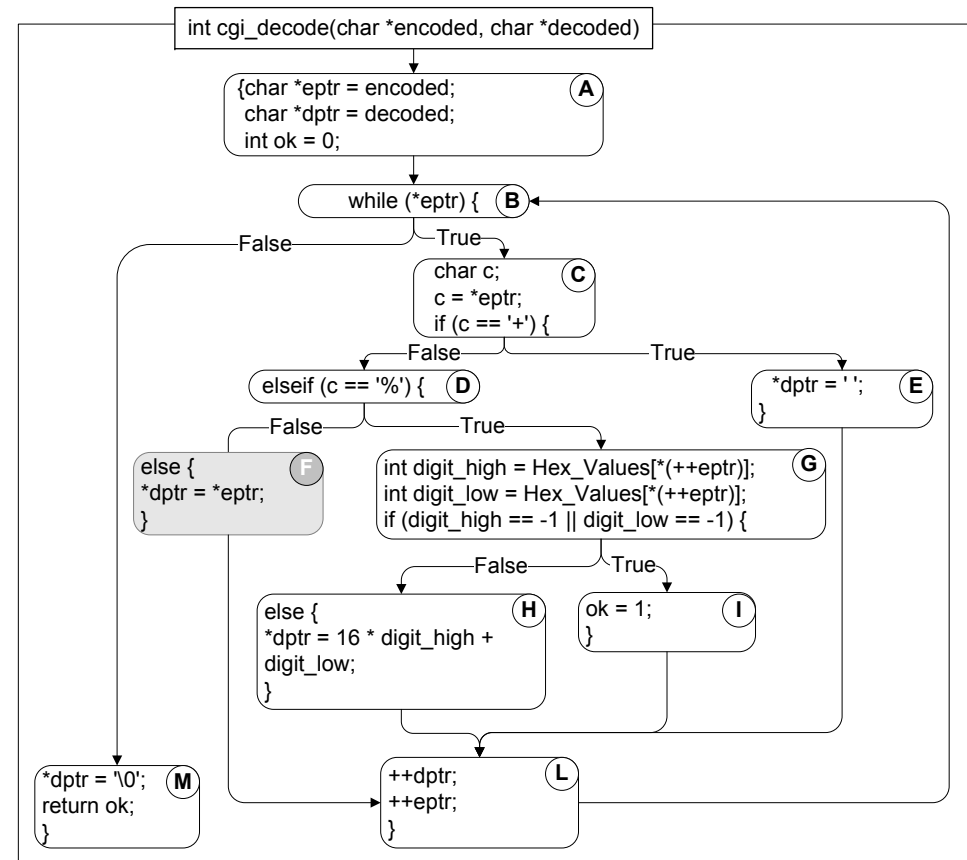 int cgi_decode(char *encoded, char *decoded)
{char *eptr = encoded;
char *dptr = decoded;
int ok = 0;
A
while (*eptr) {
B
False
True
char c;
c = *eptr;
if (c == '+') {
C
False
True
elseif (c == '%') {
D
*dptr = ' ';
}
E
False
True
else {
*dptr = *eptr;
}
F
int digit_high = Hex_Values[*(++eptr)];
int digit_low = Hex_Values[*(++eptr)];
if (digit_high == -1 || digit_low == -1) {
G
False
True
else {
*dptr = 16 * digit_high +
digit_low;
}
H
ok = 1;
}
I
*dptr = '\0';
return ok;
}
M
++dptr;
++eptr;
}
L